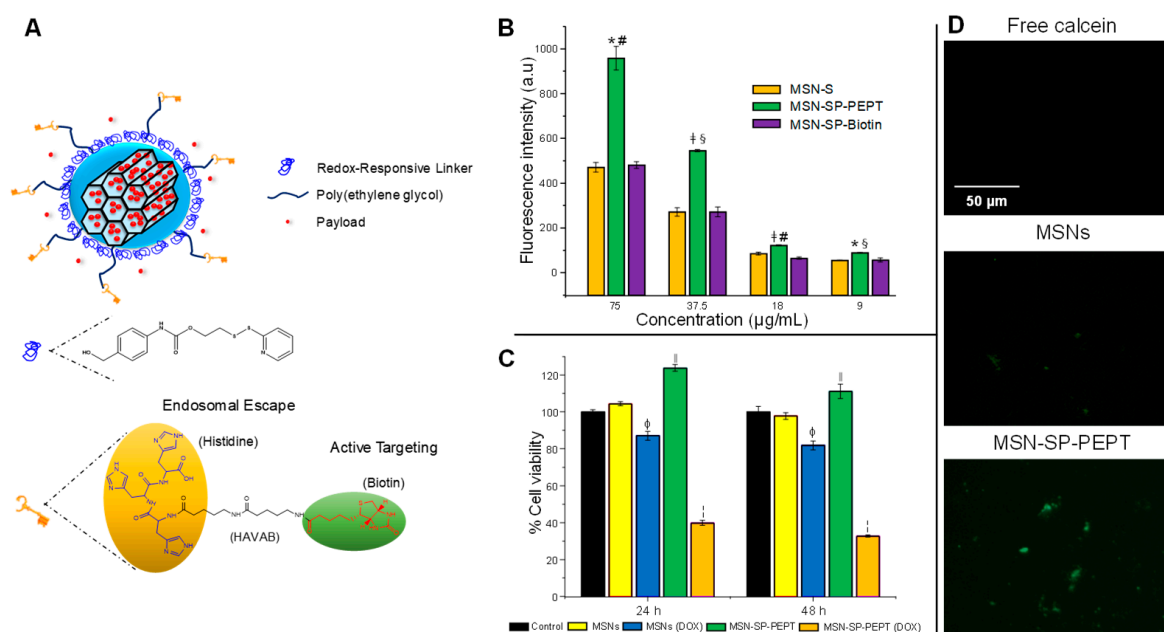 A
Redox-Responsive Linker
Poly(ethylene glycol)
Payload
HO
H
N
O
O
S
S
N
Endosomal Escape
(Histidine)
Active Targeting
(Biotin)
(HAVAB)
B
Fluorescence intensity (a.u)
1000
800
600
400
200
0
*#
ǂ §
ǂ #
* §
MSN-S
MSN-SP-PEPT
MSN-SP-Biotin
75
37.5
18
9
Concentration (µg/mL)
C
% Cell viability
120
100
80
60
40
20
0
ϕ
||
¦
ϕ
||
¦
24 h
48 h
Control
MSNs
MSNs (DOX)
MSN-SP-PEPT
MSN-SP-PEPT (DOX)
D
Free calcein
50 µm
MSNs
MSN-SP-PEPT